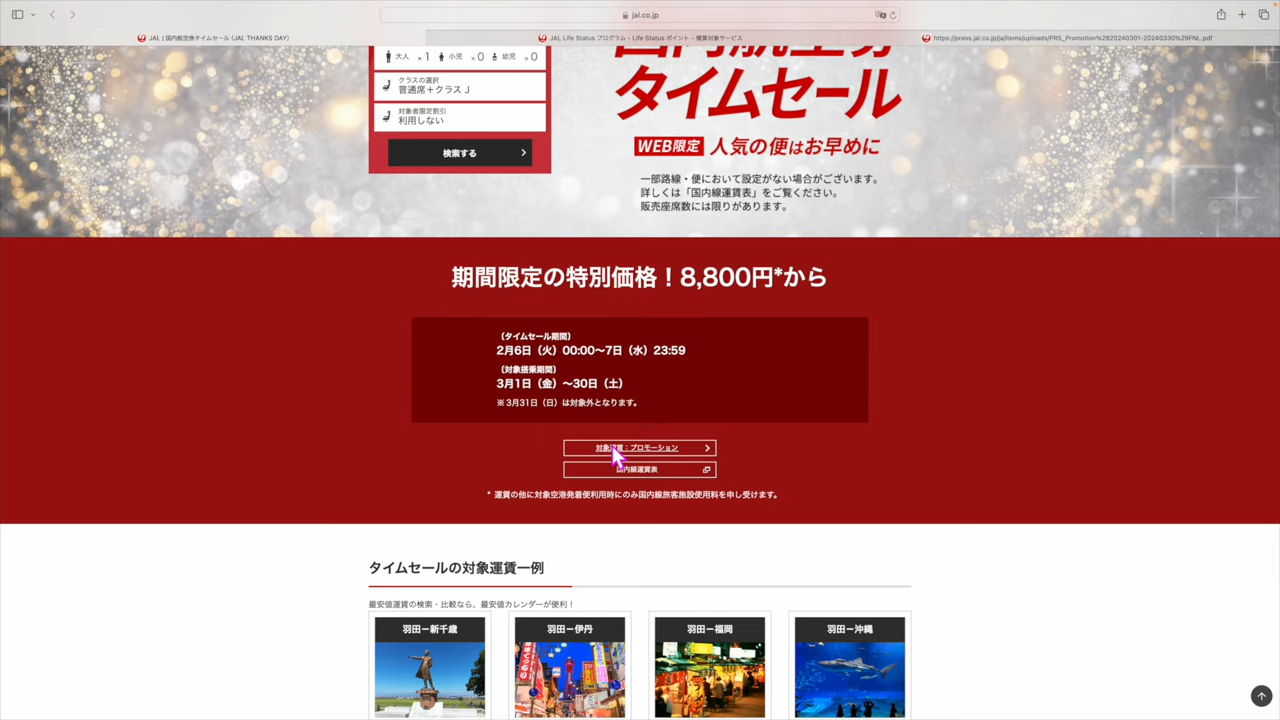 jal.co.jp
JAL | 国内航空券タイムセール (JAL THANKS DAY)
JAL Life Status プログラム - Life Status ポイント - 積算対象サービス
https://press.jal.co.jp/ja/items/uploads/PRS_Promotion%2820240301-20240330%29FNL.pdf
大人 ×1 小児 ×0 幼児 ×0
クラスの選択
普通席+クラス J
対象者限定割引
利用しない
検索する
国内航空券
タイムセール
WEB限定 人気の便はお早めに
一部路線・便において設定がない場合がございます。
詳しくは「国内線運賃表」をご覧ください。
販売座席数には限りがあります。
期間限定の特別価格！8,800円*から
〔タイムセール期間〕
2月6日（火）00:00〜7日（水）23:59
〔対象搭乗期間〕
3月1日（金）〜30日（土）
※ 3月31日（日）は対象外となります。
対象運賃：プロモーション
国内線運賃表
* 運賃の他に対象空港発着便利用時にのみ国内線旅客施設使用料を申し受けます。
タイムセールの対象運賃一例
最安値運賃の検索・比較なら、最安値カレンダーが便利！
羽田ー新千歳
羽田ー伊丹
羽田ー福岡
羽田ー沖縄